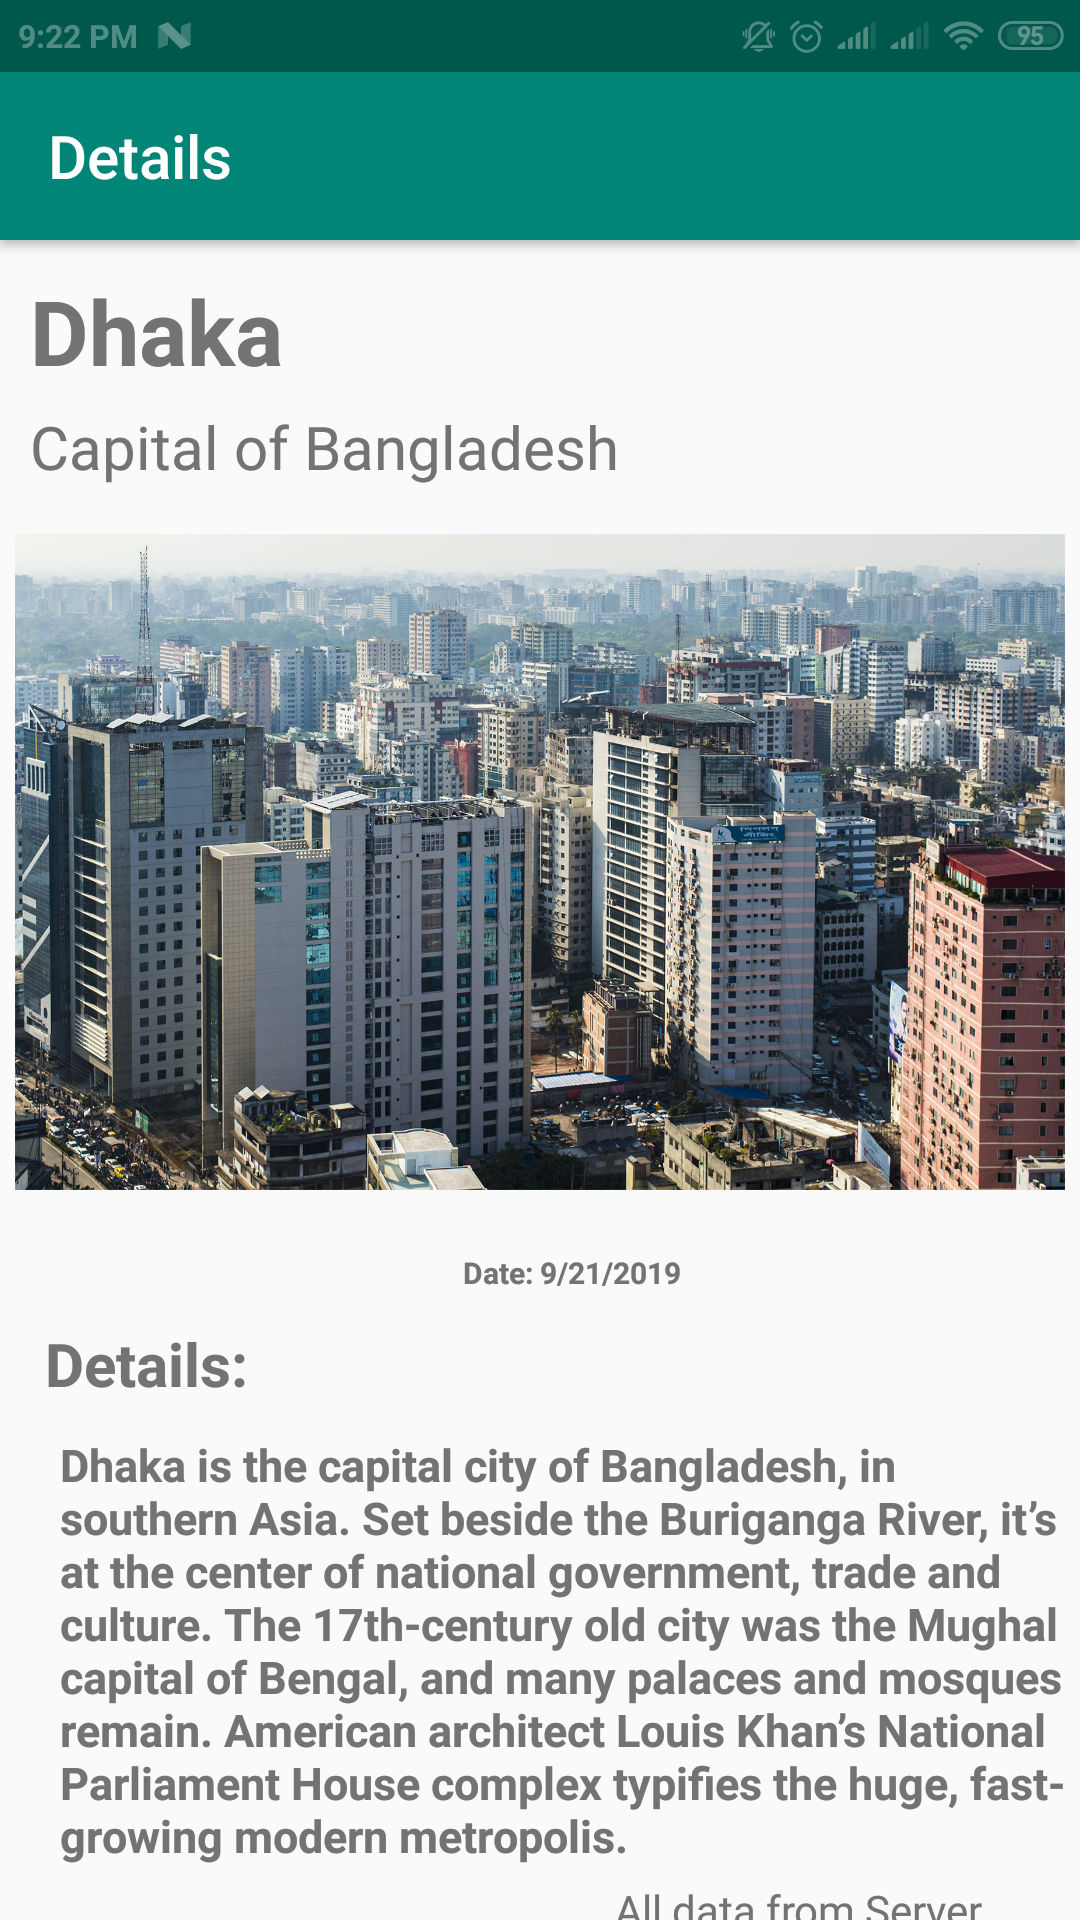 9:22 PM
95
Details
Dhaka
Capital of Bangladesh
Date: 9/21/2019
Details:
Dhaka is the capital city of Bangladesh, in
southern Asia. Set beside the Buriganga River, it’s
at the center of national government, trade and
culture. The 17th-century old city was the Mughal
capital of Bengal, and many palaces and mosques
remain. American architect Louis Khan’s National
Parliament House complex typifies the huge, fast-
growing modern metropolis.
All data from Server